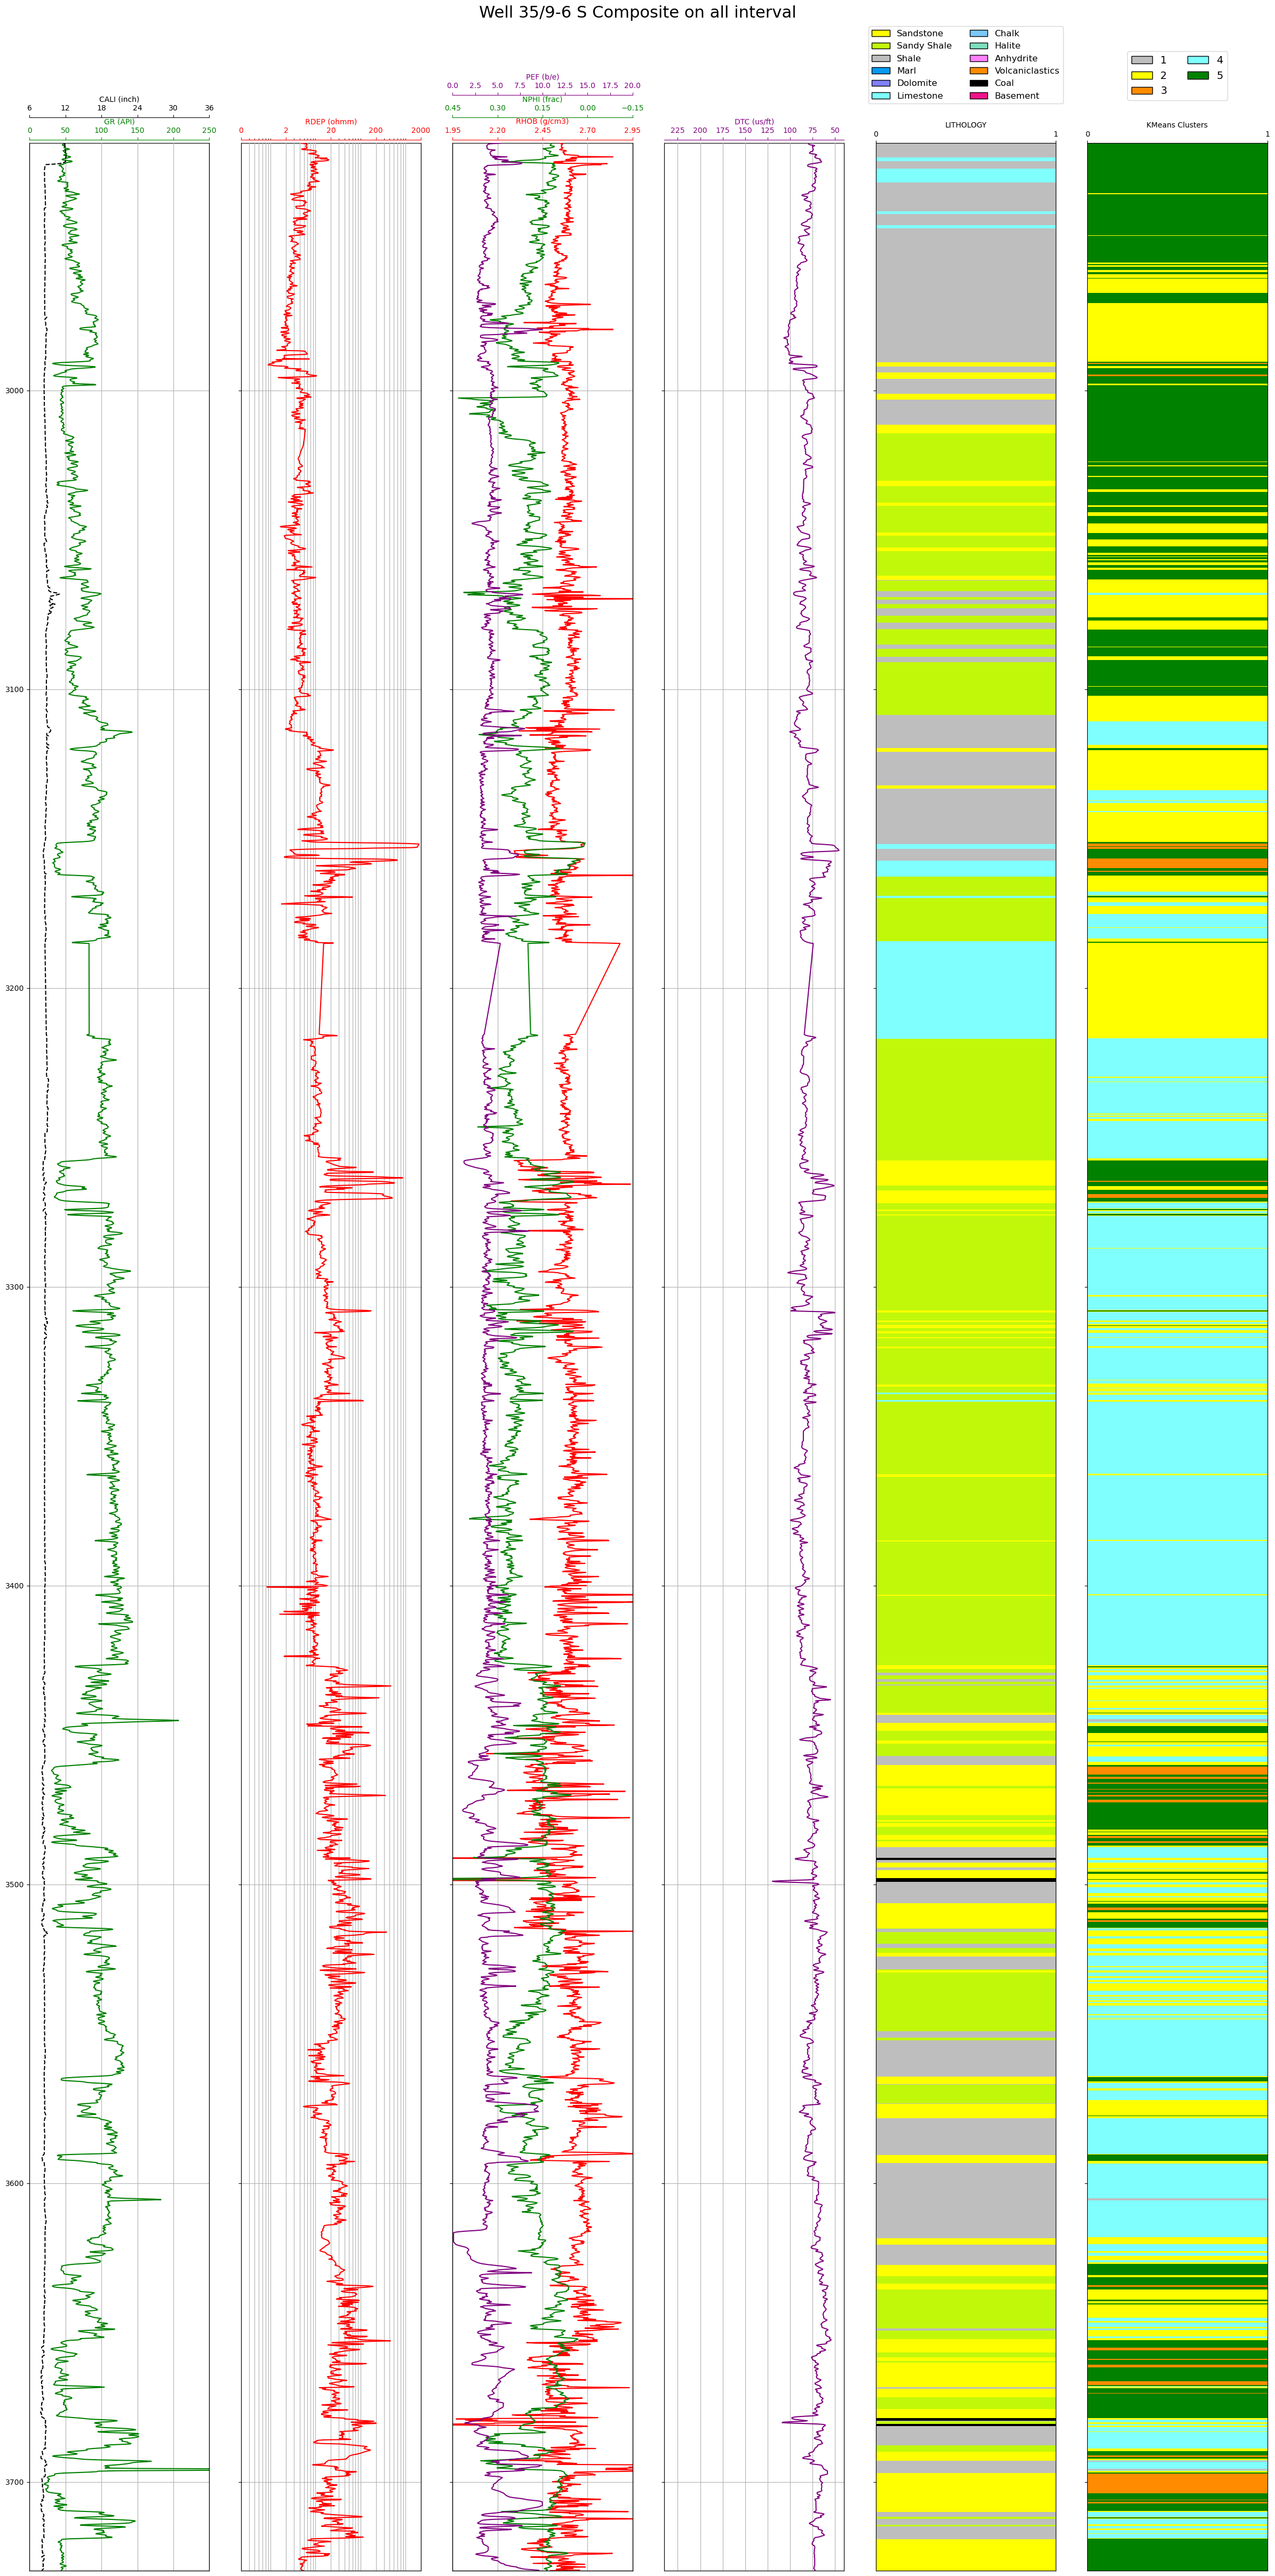 Well 35/9-6 S Composite on all interval
Sandstone Chalk
Sandy Shale Halite
Shale Anhydrite
Marl Volcaniclastics
Dolomite Coal
Limestone Basement
1 4
2 5
3
PEF (b/e)
0.0 2.5 5.0 7.5 10.0 12.5 15.0 17.5 20.0
CALI (inch) NPHI (frac)
6 12 18 24 30 36 0.45 0.30 0.15 0.00 −0.15
GR (API) RDEP (ohmm) RHOB (g/cm3) DTC (us/ft) LITHOLOGY KMeans Clusters
0 50 100 150 200 250 0 2 20 200 2000 1.95 2.20 2.45 2.70 2.95 225 200 175 150 125 100 75 50 0 1 0 1
3000
3100
3200
3300
3400
3500
3600
3700